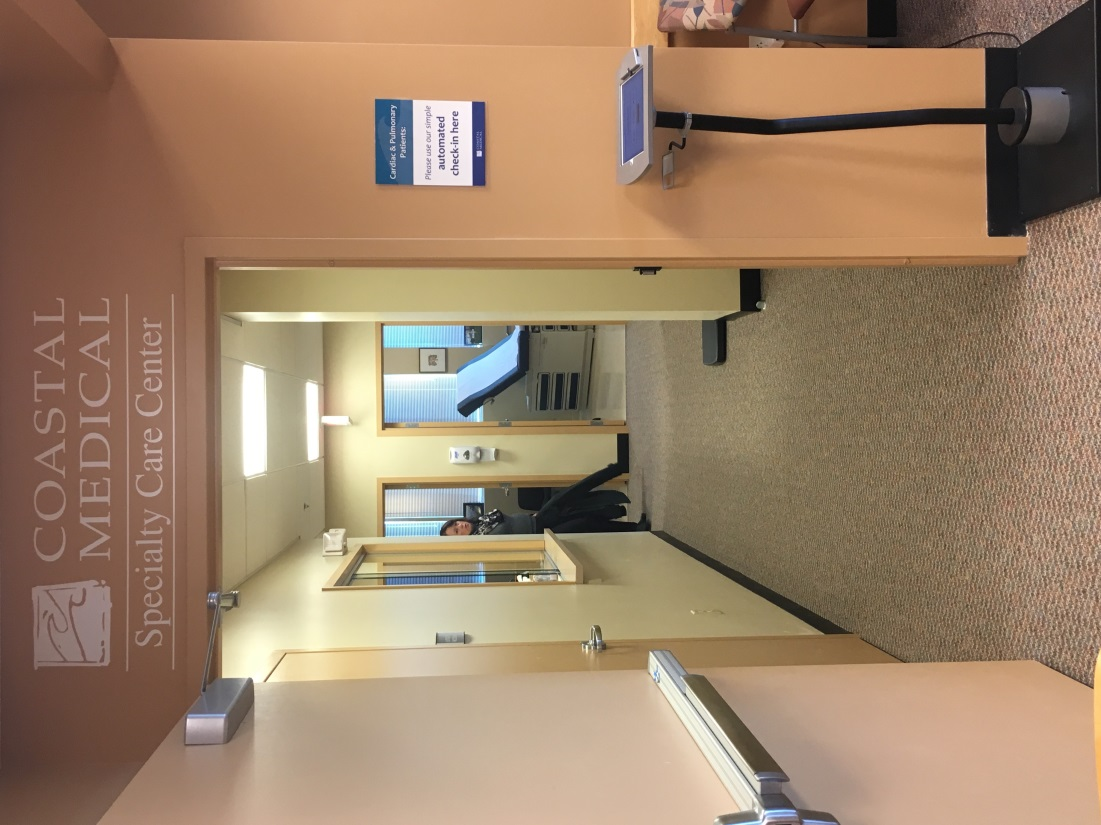 COASTAL
MEDICAL
Specialty Care Center
Cardiac & Pulmonary
Patients:
Please use our simple
automated
check-in here